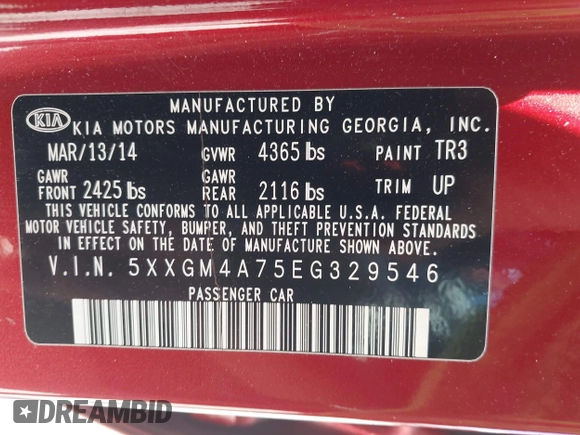 MANUFACTURED BY
KIA KIA MOTORS MANUFACTURING GEORGIA, INC.
MAR/13/14 GVWR 4365 lbs PAINT TR3
GAWR FRONT 2425 lbs GAWR REAR 2116 lbs TRIM UP
THIS VEHICLE CONFORMS TO ALL APPLICABLE U.S.A. FEDERAL
MOTOR VEHICLE SAFETY, BUMPER, AND THEFT PREVENTION STANDARDS
IN EFFECT ON THE DATE OF MANUFACTURE SHOWN ABOVE.
V.I.N. 5XXGM4A75EG329546
PASSENGER CAR
DREAMBID